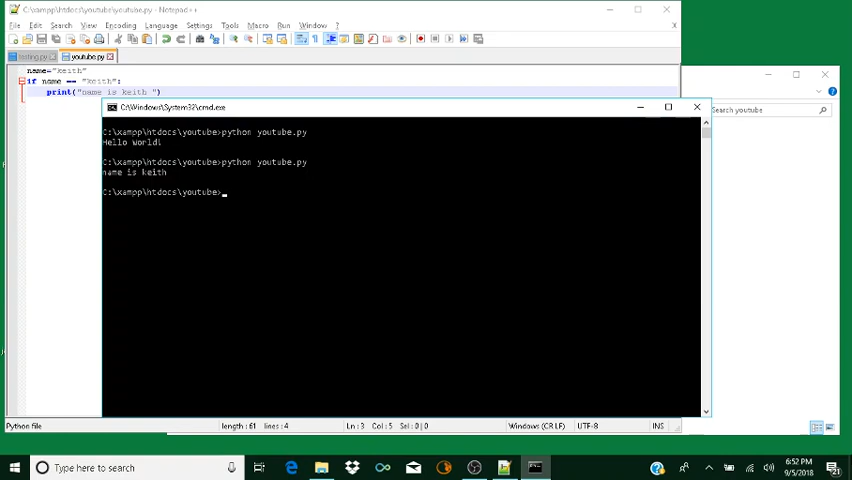 C:\xampp\htdocs\youtube\youtube.py - Notepad++
File Edit Search View Encoding Language Settings Tools Macro Run Window ? X
testing.py youtube.py
name="keith"
if name == "keith":
print("name is keith ")
C:\Windows\System32\cmd.exe
Search youtube
C:\xampp\htdocs\youtube>python youtube.py
Hello world!
C:\xampp\htdocs\youtube>python youtube.py
name is keith
C:\xampp\htdocs\youtube>
Python file length : 61 lines : 4 Ln : 3 Col : 5 Sel : 0 | 0 Windows (CR LF) UTF-8 INS
Type here to search
6:52 PM
9/5/2018
21